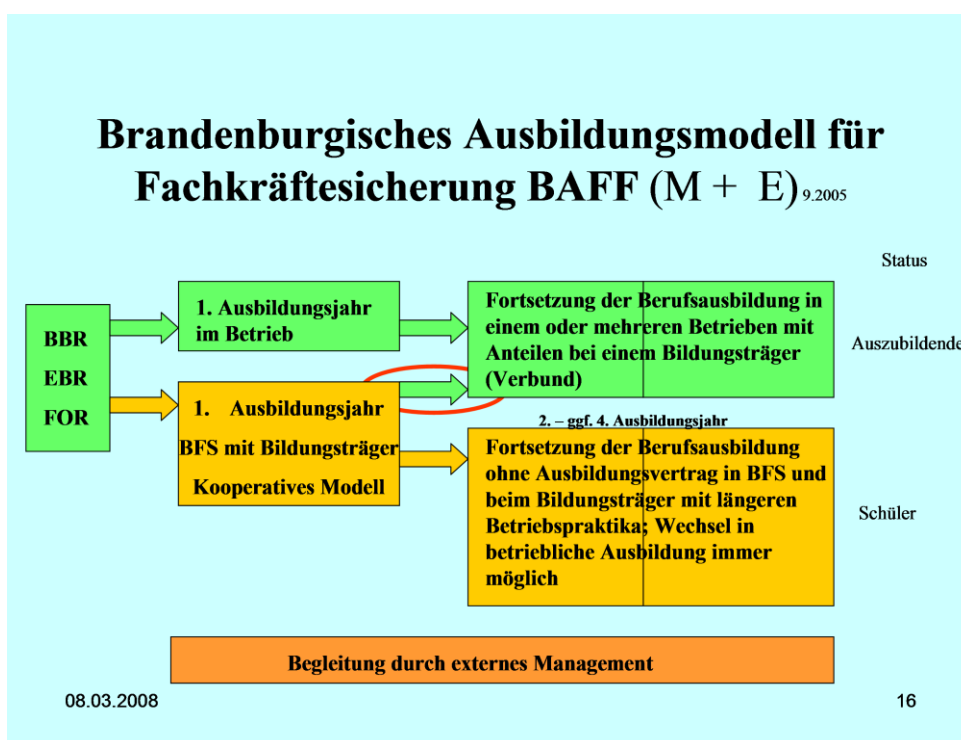 Brandenburgisches Ausbildungsmodell für
Fachkräftesicherung BAFF (M + E) 9.2005
Status
BBR
EBR
FOR
1. Ausbildungsjahr
im Betrieb
Fortsetzung der Berufsausbildung in
einem oder mehreren Betrieben mit
Anteilen bei einem Bildungsträger
(Verbund)
Auszubildende
1. Ausbildungsjahr
BFS mit Bildungsträger
Kooperatives Modell
2. – ggf. 4. Ausbildungsjahr
Fortsetzung der Berufsausbildung
ohne Ausbildungsvertrag in BFS und
beim Bildungsträger mit längeren
Betriebspraktika; Wechsel in
betriebliche Ausbildung immer
möglich
Schüler
Begleitung durch externes Management
08.03.2008
16